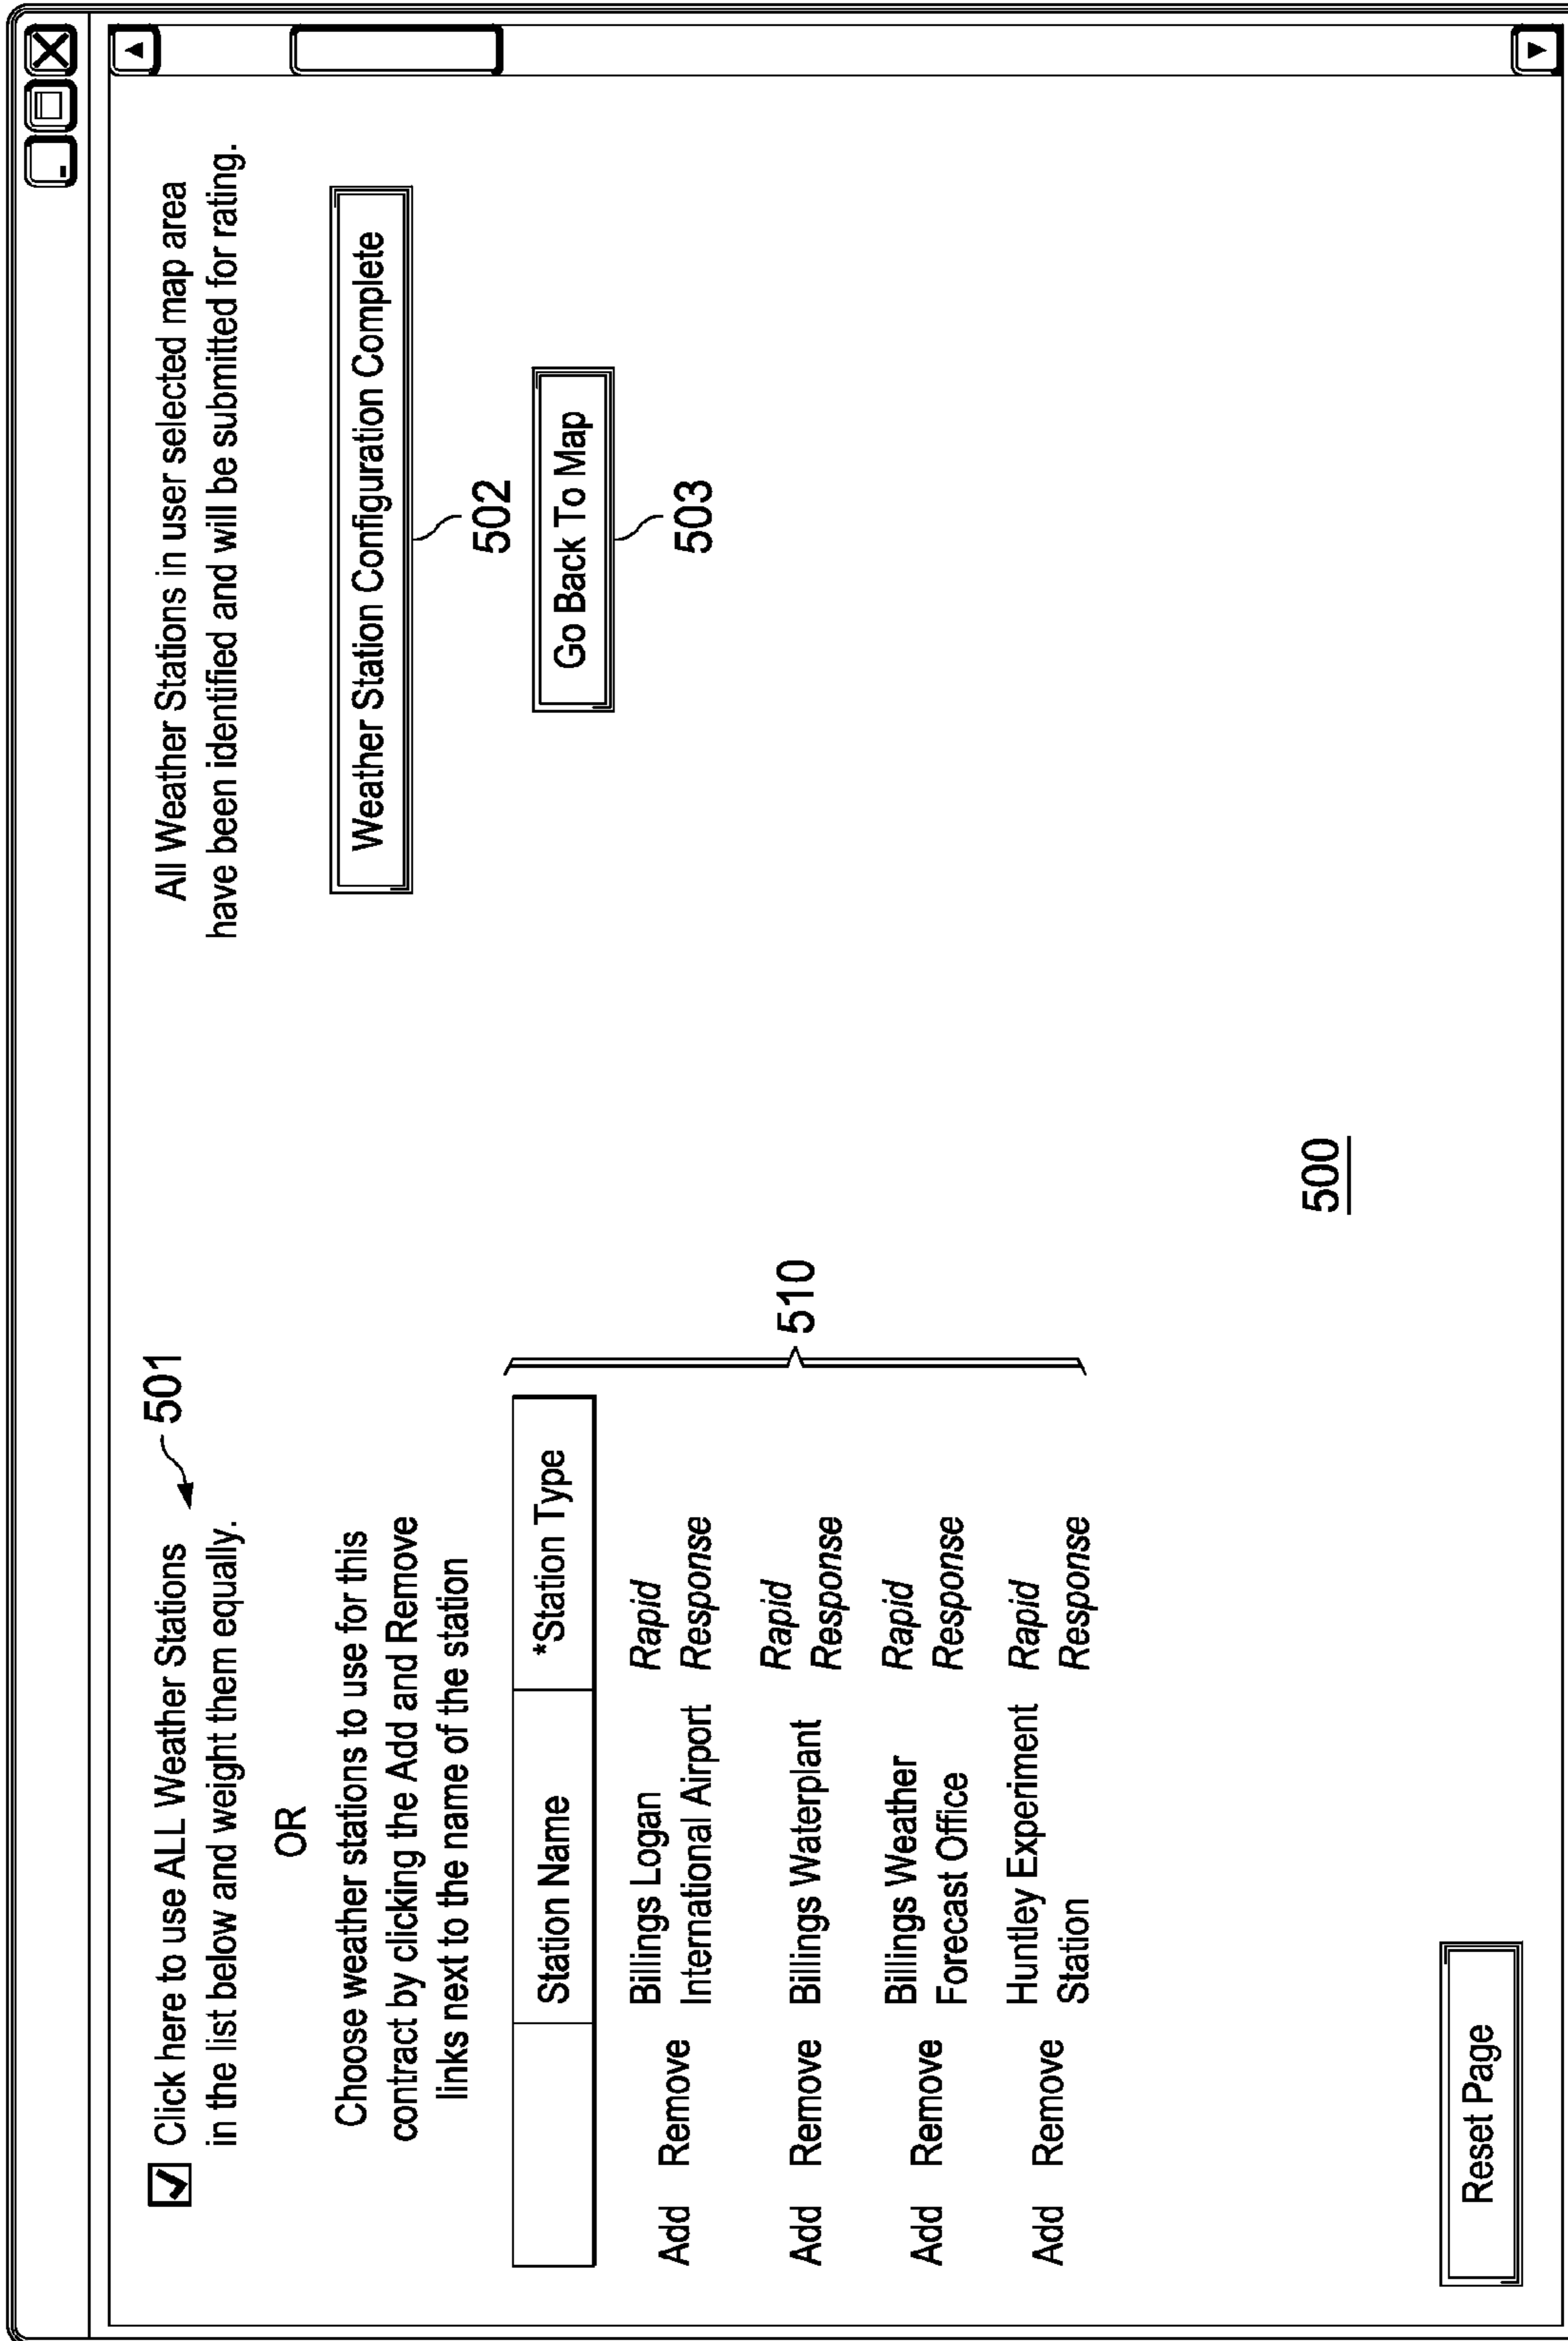 ☑ Click here to use ALL Weather Stations
in the list below and weight them equally.
501
OR
Choose weather stations to use for this
contract by clicking the Add and Remove
links next to the name of the station
Station Name *Station Type
Add Remove Billings Logan Rapid
International Airport Response
Add Remove Billings Waterplant Rapid
Response
Add Remove Billings Weather Rapid
Forecast Office Response
Add Remove Huntley Experiment Rapid
Station Response
510
Reset Page
500
All Weather Stations in user selected map area
have been identified and will be submitted for rating.
Weather Station Configuration Complete
502
Go Back To Map
503